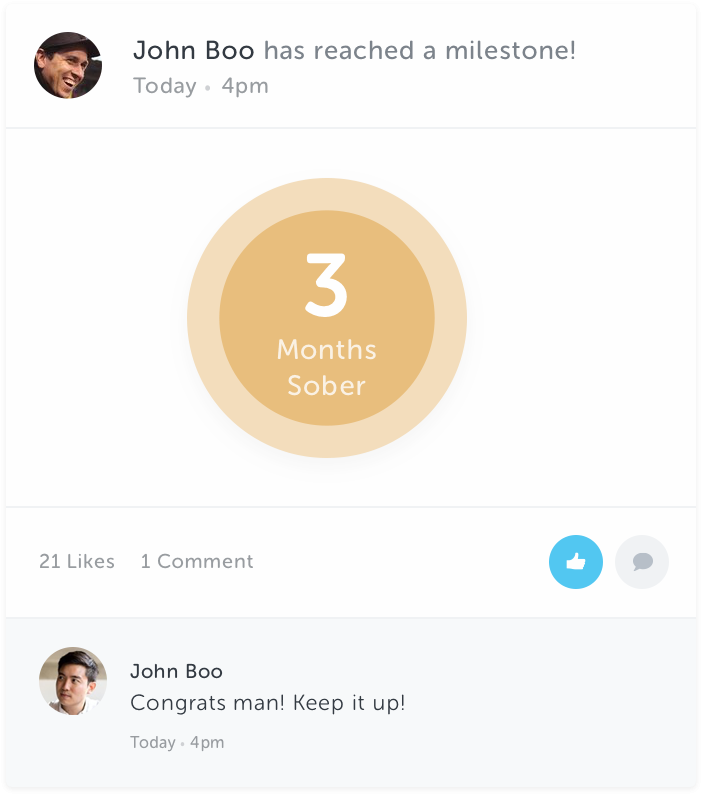 John Boo has reached a milestone!
Today • 4pm
3
Months
Sober
21 Likes 1 Comment
John Boo
Congrats man! Keep it up!
Today • 4pm